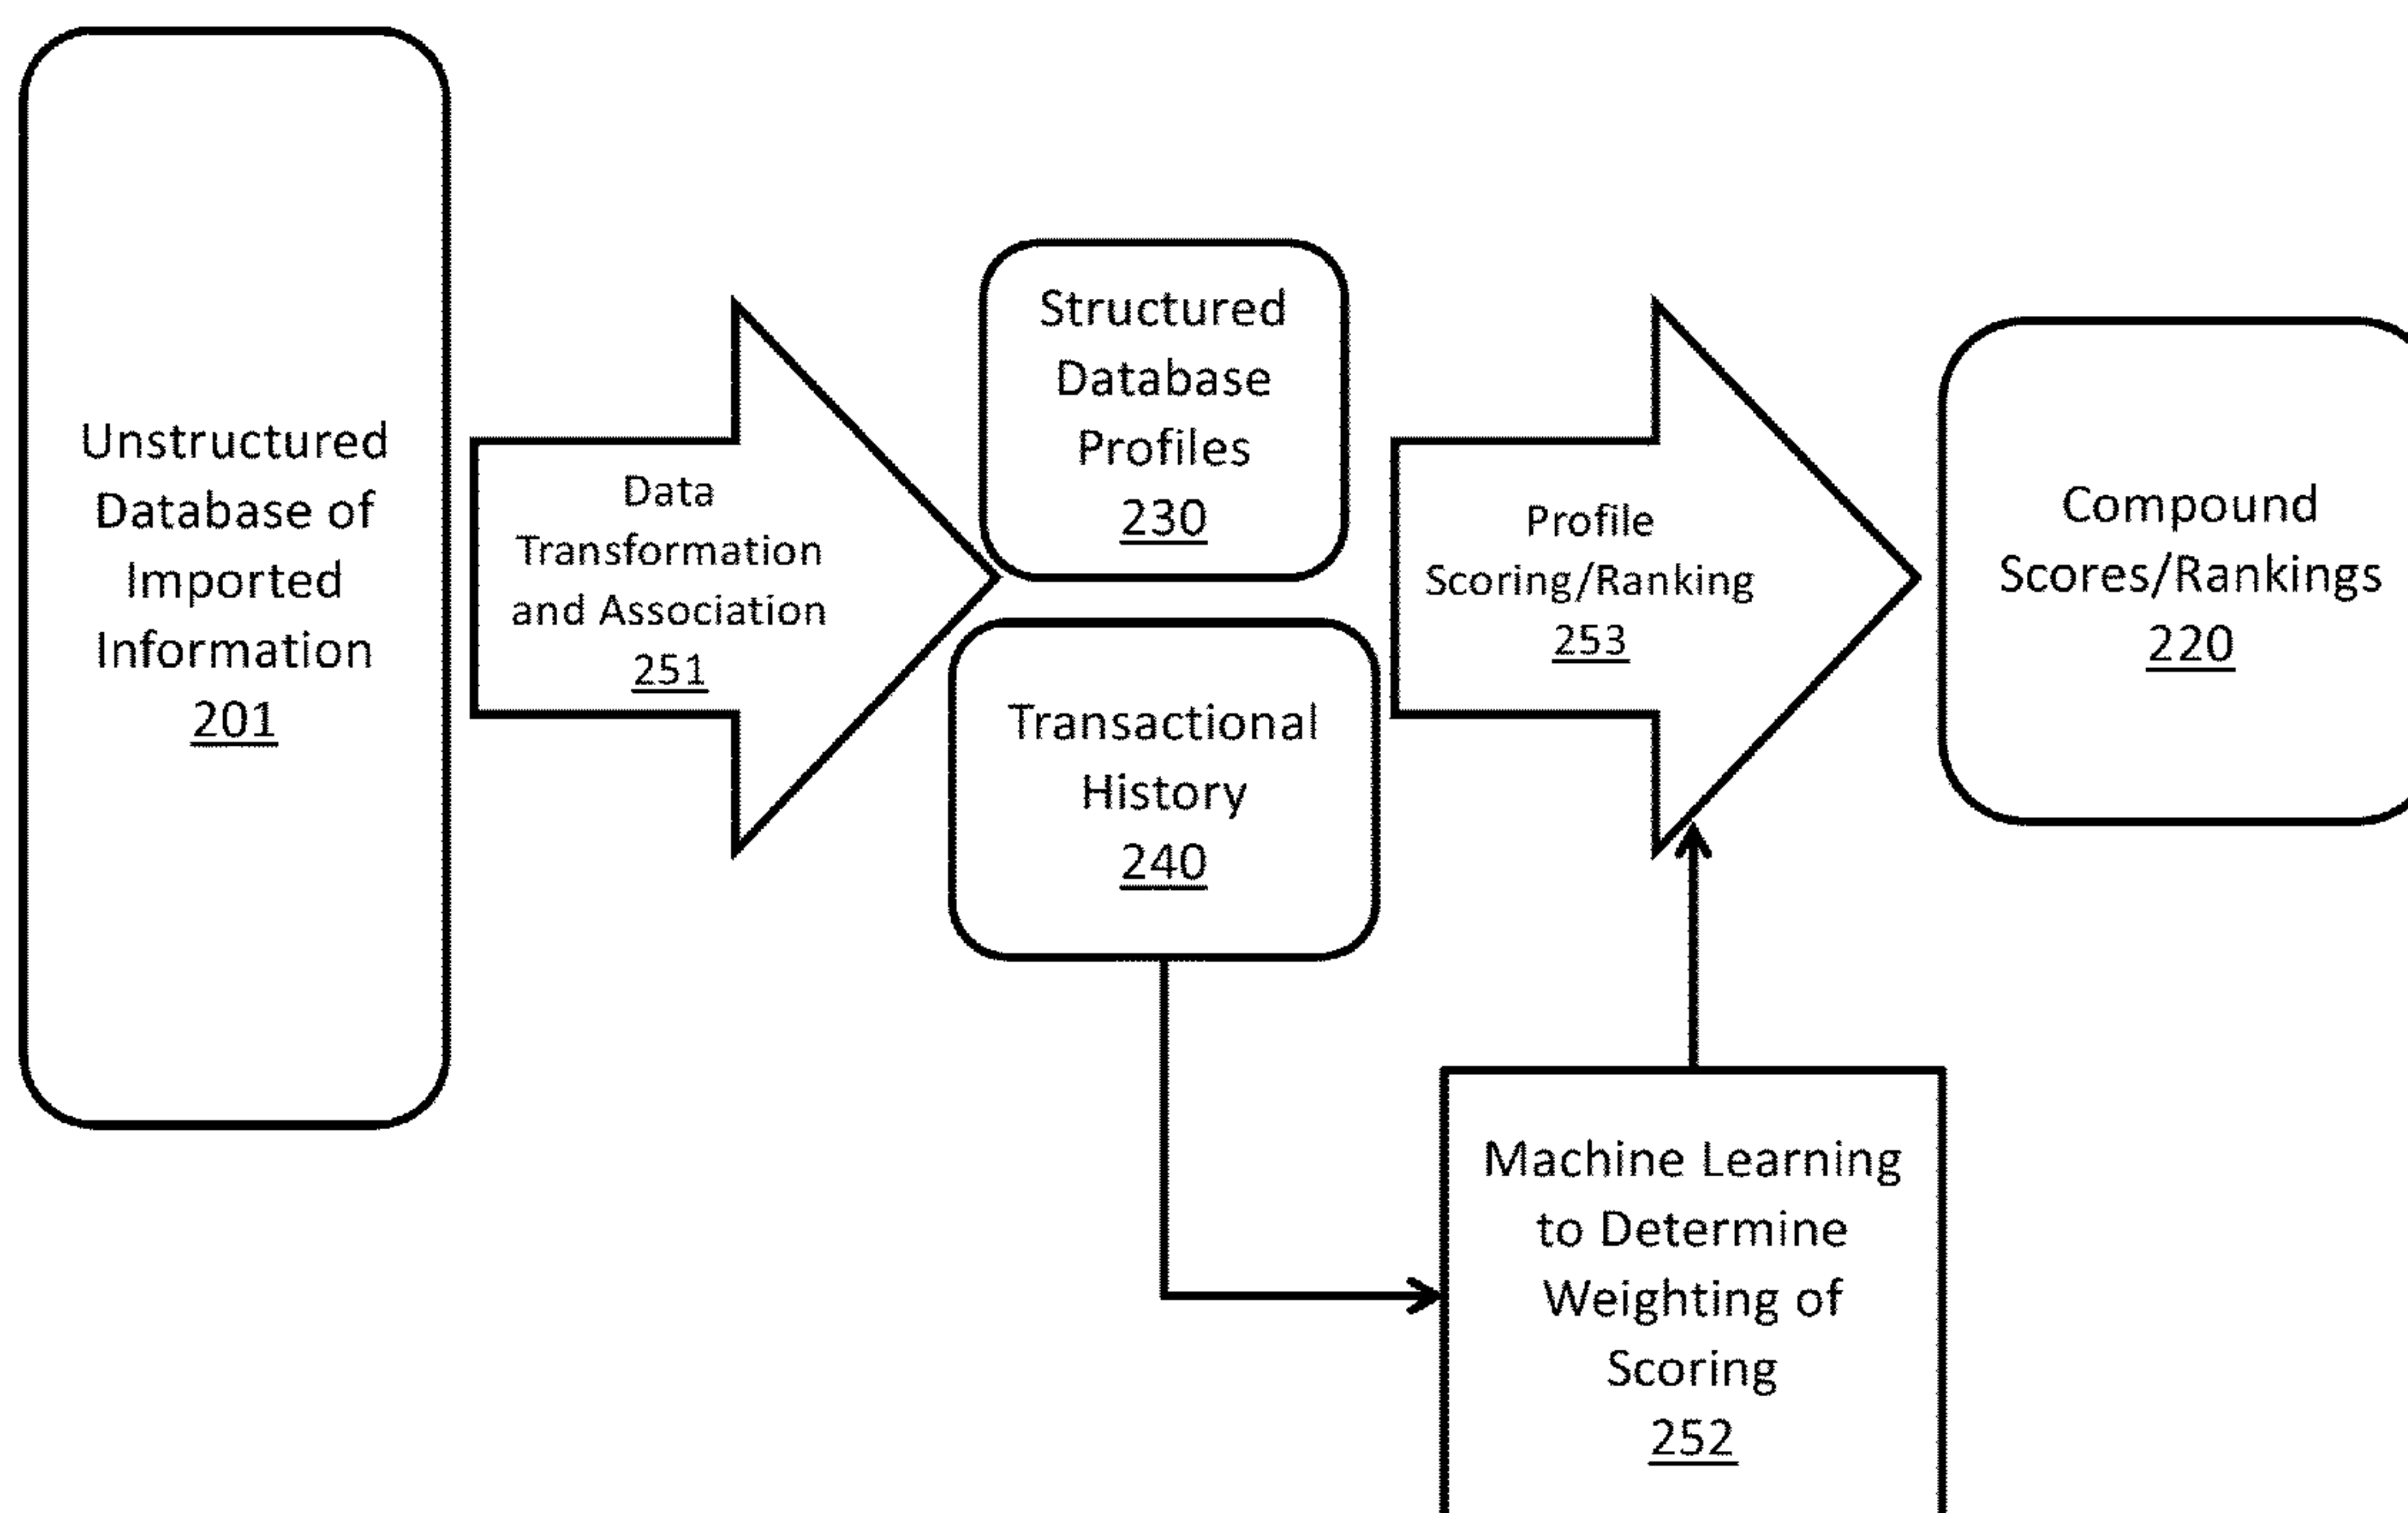 Unstructured
Database of
Imported
Information
201
Data
Transformation
and Association
251
Structured
Database
Profiles
230
Transactional
History
240
Profile
Scoring/Ranking
253
Compound
Scores/Rankings
220
Machine Learning
to Determine
Weighting of
Scoring
252